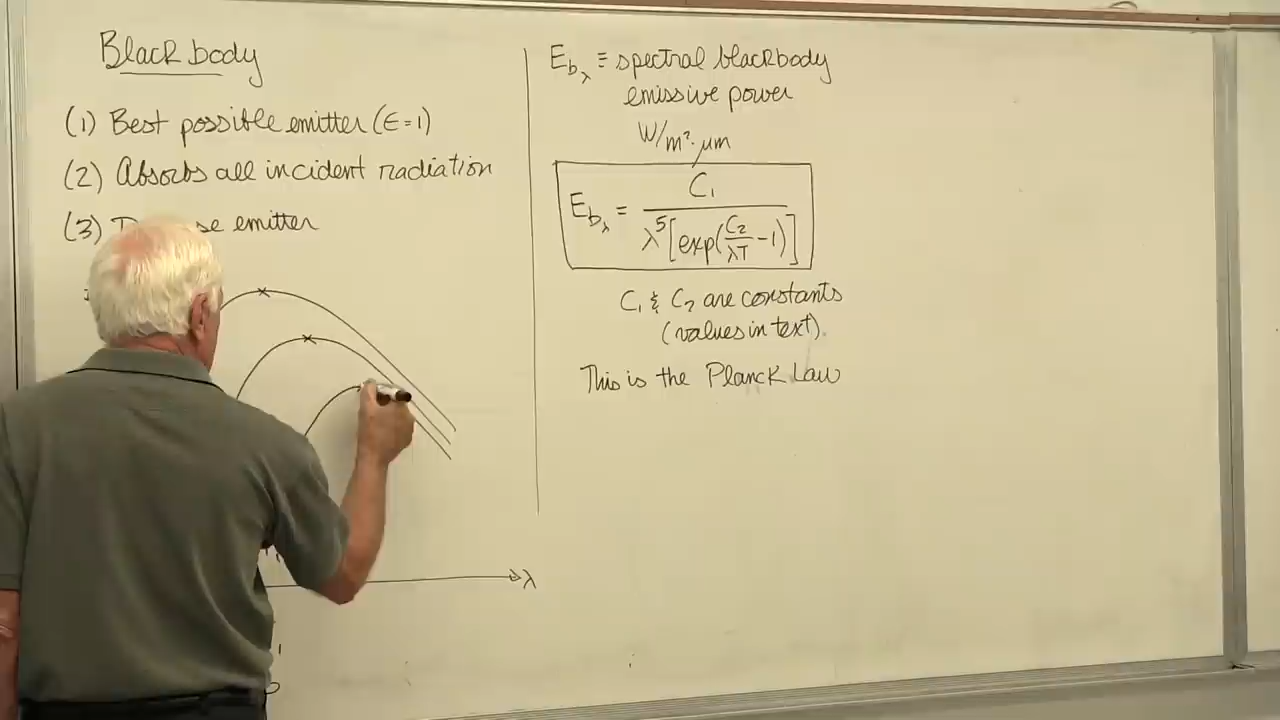 Black body
(1) Best possible emitter (ϵ=1)
(2) Absorbs all incident radiation
(3) emitter
λ
E_bλ ≡ spectral blackbody
emissive power
W/m²·μm
E_bλ = C₁ / λ⁵[exp(C₂/λT - 1)]
C₁ & C₂ are constants
(values in text).
This is the Planck Law